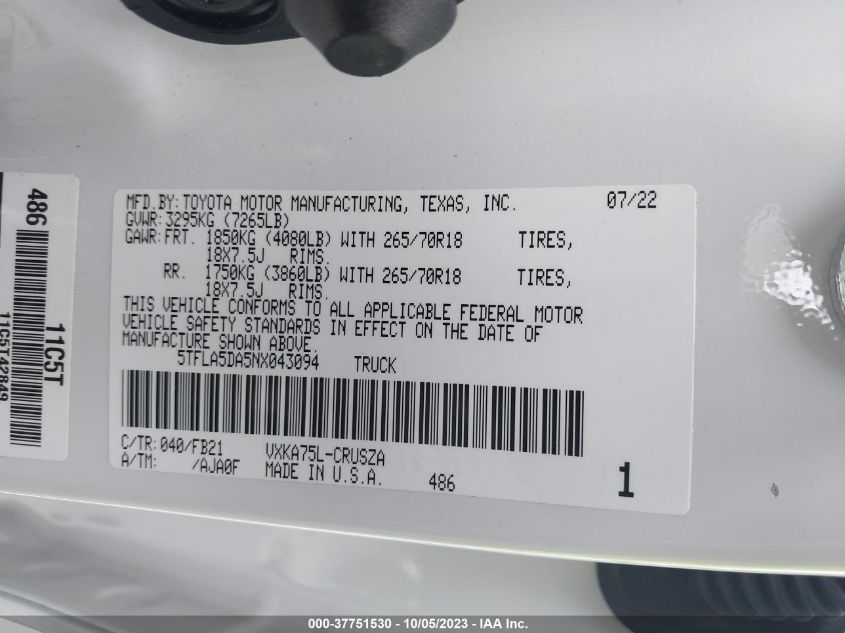 486
11C5T
11C5T42849
MFD.BY: TOYOTA MOTOR MANUFACTURING, TEXAS, INC. 07/22
GVWR: 3295KG (7265LB)
GAWR: FRT. 1850KG (4080LB) WITH 265/70R18 TIRES,
18X7.5J RIMS.
RR. 1750KG (3860LB) WITH 265/70R18 TIRES,
18X7.5J RIMS.
THIS VEHICLE CONFORMS TO ALL APPLICABLE FEDERAL MOTOR
VEHICLE SAFETY STANDARDS IN EFFECT ON THE DATE OF
MANUFACTURE SHOWN ABOVE.
5TFLA5DA5NX043094 TRUCK
C/TR: 040/FB21 VXKA75L-CRUSZA
A/TM: /AJA0F MADE IN U.S.A. 486 1
000-37751530 - 10/05/2023 - IAA Inc.